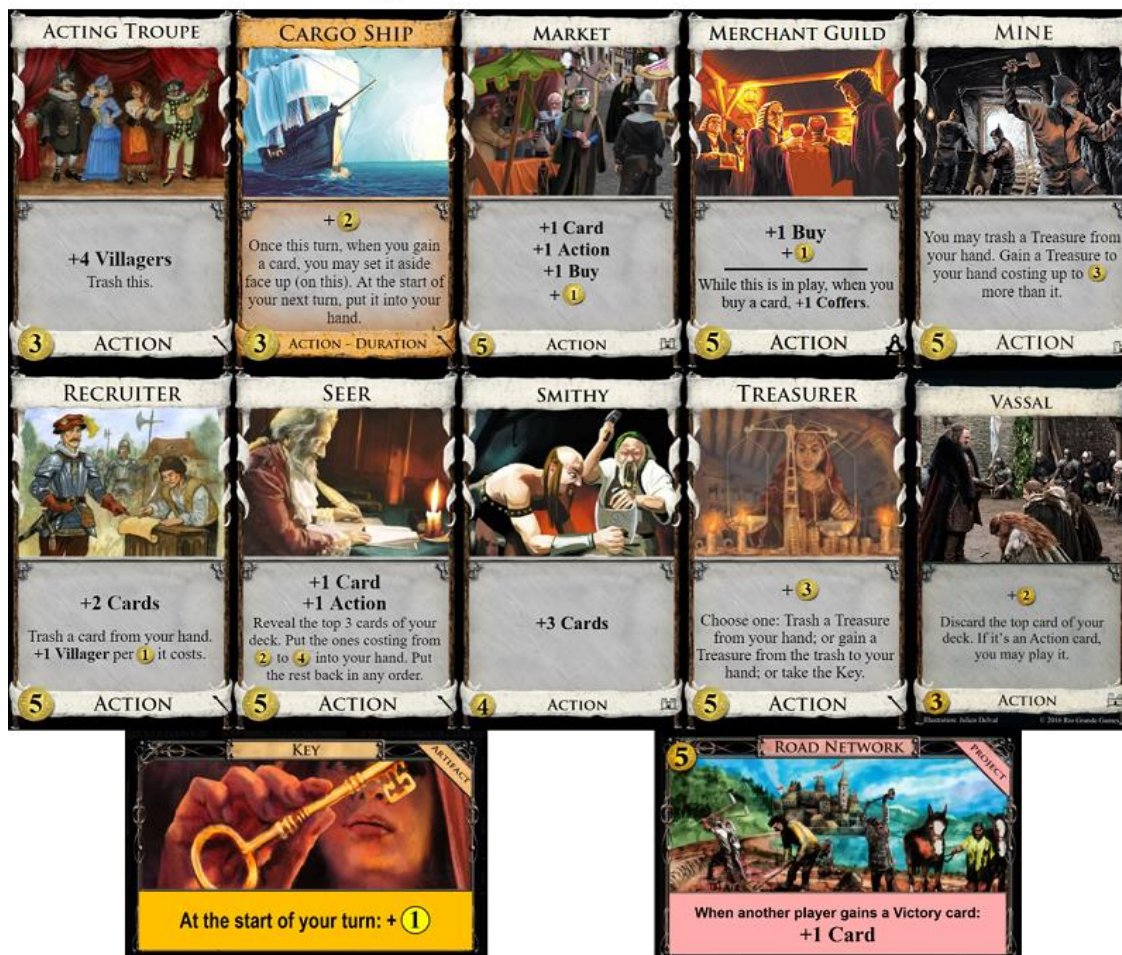 ACTING TROUPE
+4 Villagers
Trash this.
3 ACTION
CARGO SHIP
+ 2
Once this turn, when you gain
a card, you may set it aside
face up (on this). At the start
of your next turn, put it into your
hand.
3 ACTION - DURATION
MARKET
+1 Card
+1 Action
+1 Buy
+ 1
5 ACTION
MERCHANT GUILD
+1 Buy
+ 1
While this is in play, when you
buy a card, +1 Coffers.
5 ACTION
MINE
You may trash a Treasure from
your hand. Gain a Treasure to
your hand costing up to 3
more than it.
5 ACTION
RECRUITER
+2 Cards
Trash a card from your hand.
+1 Villager per 1 it costs.
5 ACTION
SEER
+1 Card
+1 Action
Reveal the top 3 cards of your
deck. Put the ones costing from
2 to 4 into your hand. Put
the rest back in any order.
5 ACTION
SMITHY
+3 Cards
4 ACTION
TREASURER
+ 3
Choose one: Trash a Treasure
from your hand; or gain a
Treasure from the trash to your
hand; or take the Key.
5 ACTION
VASSAL
+ 2
Discard the top card of your
deck. If it's an Action card,
you may play it.
3 ACTION
Illustration: Julien Delval © 2016 Rio Grande Games
KEY
ARTIFACT
At the start of your turn: + 1
5 ROAD NETWORK
PROJECT
When another player gains a Victory card:
+1 Card